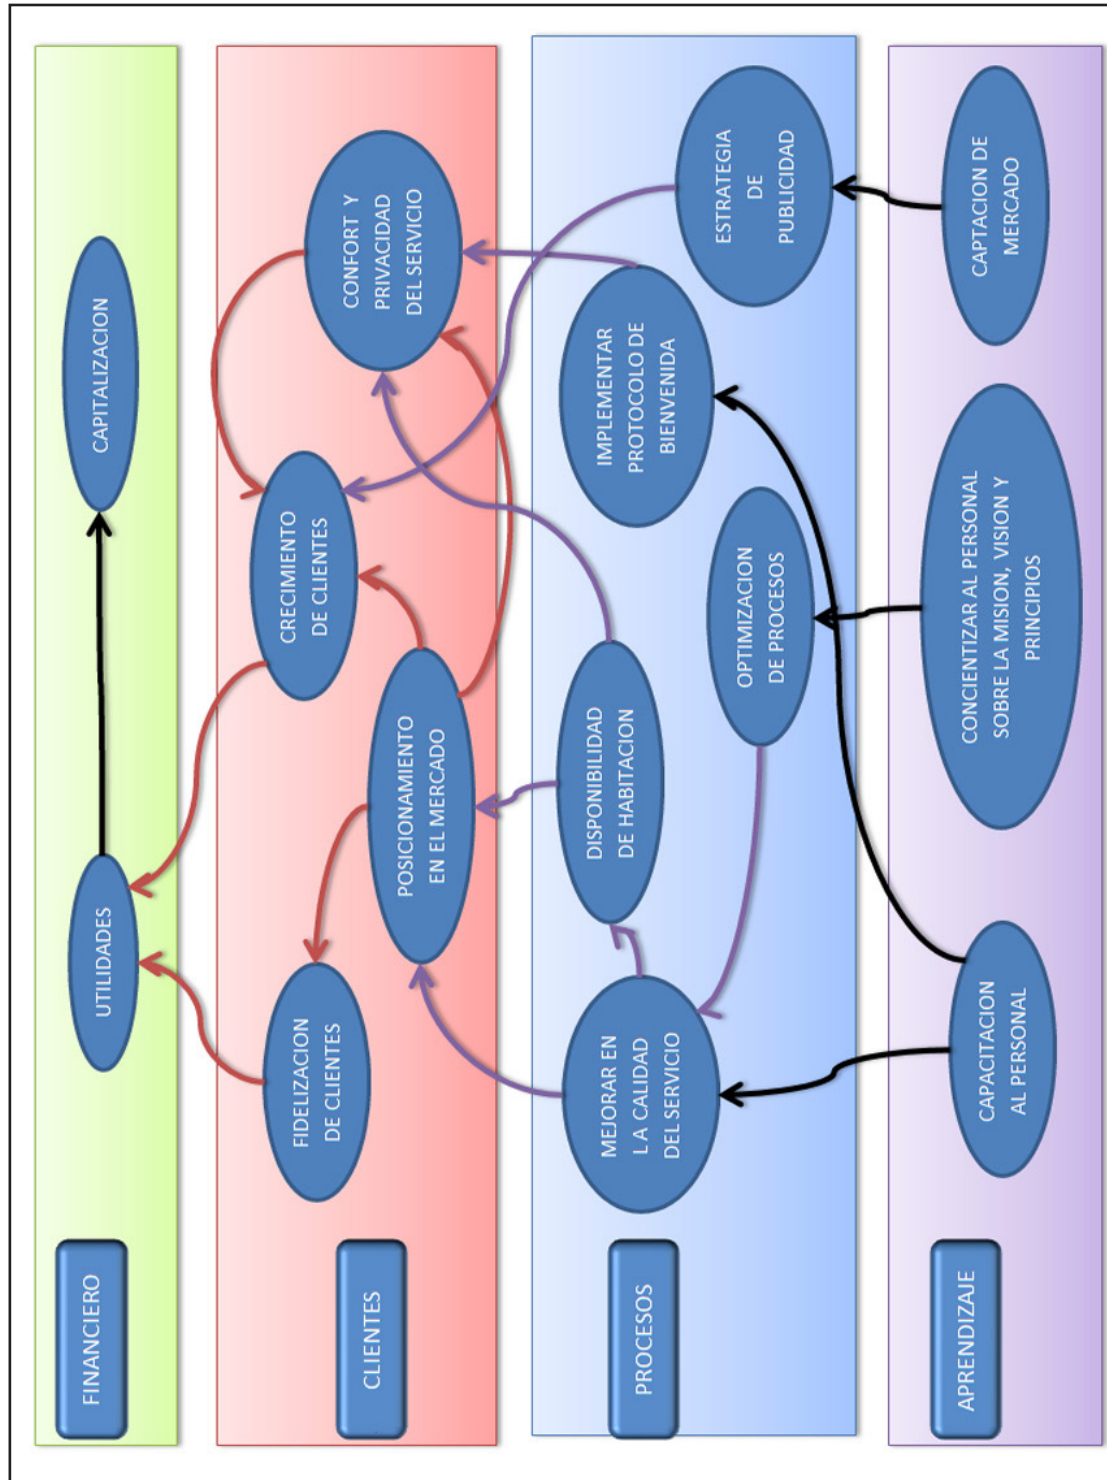 FINANCIERO
UTILIDADES
CAPITALIZACION
CLIENTES
FIDELIZACION
DE CLIENTES
POSICIONAMIENTO
EN EL MERCADO
CRECIMIENTO
DE CLIENTES
CONFORT Y
PRIVACIDAD
DEL SERVICIO
PROCESOS
MEJORAR EN
LA CALIDAD
DEL SERVICIO
DISPONIBILIDAD
DE HABITACION
OPTIMIZACION
DE PROCESOS
IMPLEMENTAR
PROTOCOLO DE
BIENVENIDA
ESTRATEGIA
DE
PUBLICIDAD
APRENDIZAJE
CAPACITACION
AL PERSONAL
CONCIENTIZAR AL PERSONAL
SOBRE LA MISION, VISION Y
PRINCIPIOS
CAPTACION DE
MERCADO